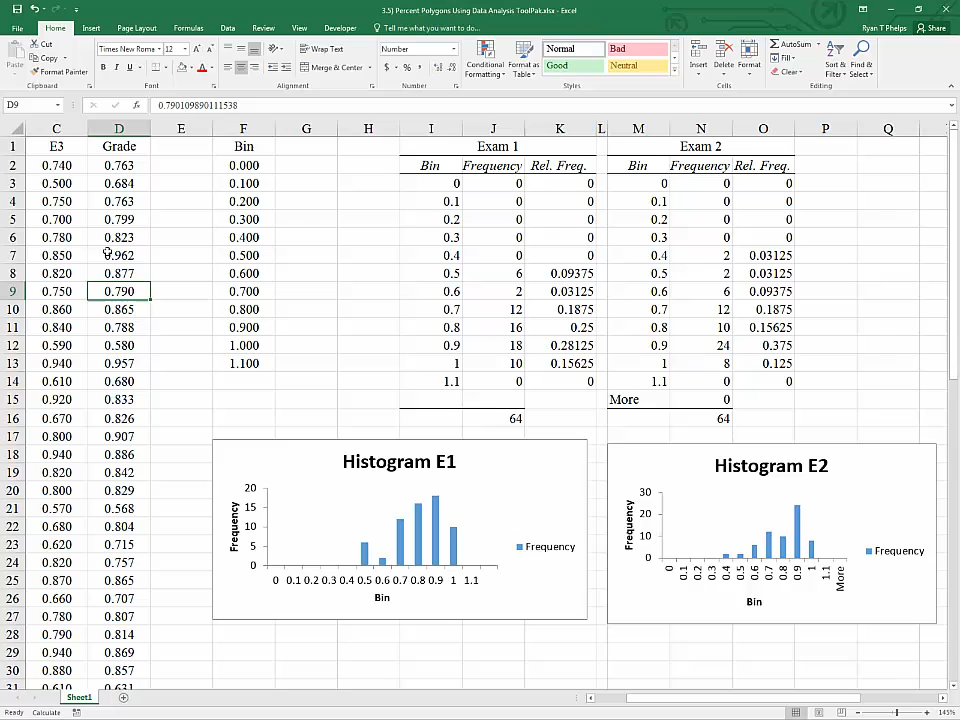 3.5) Percent Polygons Using Data Analysis ToolPak.xlsx - Excel
File Home Insert Page Layout Formulas Data Review View Developer Tell me what you want to do... Ryan T Phelps Share
Cut
Copy
Format Painter
Paste
Clipboard
Times New Roma 12
B I U
Font
Wrap Text
Merge & Center
Alignment
Number
$ % ,
Number
Conditional Formatting
Format as Table
Normal Bad
Good Neutral
Styles
Insert Delete Format
Cells
AutoSum
Fill
Clear
Sort & Filter
Find & Select
Editing
D9 fx 0.790109890111538
C D E F G H I J K L M N O P Q
1 E3 Grade Bin Exam 1 Exam 2
2 0.740 0.763 0.000 Bin Frequency Rel. Freq. Bin Frequency Rel. Freq.
3 0.500 0.684 0.100 0 0 0 0 0 0
4 0.750 0.763 0.200 0.1 0 0 0.1 0 0
5 0.700 0.799 0.300 0.2 0 0 0.2 0 0
6 0.780 0.823 0.400 0.3 0 0 0.3 0 0
7 0.850 0.962 0.500 0.4 0 0 0.4 2 0.03125
8 0.820 0.877 0.600 0.5 6 0.09375 0.5 2 0.03125
9 0.750 0.790 0.700 0.6 2 0.03125 0.6 6 0.09375
10 0.860 0.865 0.800 0.7 12 0.1875 0.7 12 0.1875
11 0.840 0.788 0.900 0.8 16 0.25 0.8 10 0.15625
12 0.590 0.580 1.000 0.9 18 0.28125 0.9 24 0.375
13 0.940 0.957 1.100 1 10 0.15625 1 8 0.125
14 0.610 0.680 1.1 0 0 1.1 0 0
15 0.920 0.833 More 0
16 0.670 0.826 64 64
17 0.800 0.907
18 0.940 0.886
19 0.820 0.842
20 0.800 0.829
21 0.570 0.568
22 0.680 0.804
23 0.620 0.715
24 0.820 0.757
25 0.870 0.865
26 0.660 0.707
27 0.780 0.807
28 0.790 0.814
29 0.940 0.869
30 0.880 0.857
31 0.610 0.631
Histogram E1
Frequency
20
15
10
5
0
0 0.1 0.2 0.3 0.4 0.5 0.6 0.7 0.8 0.9 1 1.1
Bin
Frequency
Histogram E2
Frequency
30
20
10
0
0 0.1 0.2 0.3 0.4 0.5 0.6 0.7 0.8 0.9 1 1.1 More
Bin
Frequency
Sheet1
Ready Calculate 145%